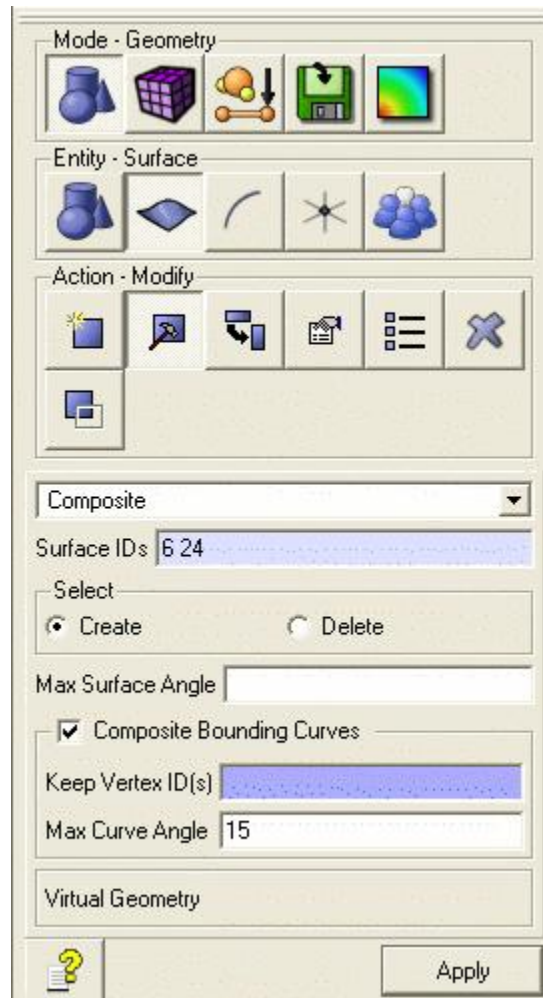 Mode - Geometry
Entity - Surface
Action - Modify
Composite
Surface IDs 6 24
Select
Create Delete
Max Surface Angle
Composite Bounding Curves
Keep Vertex ID(s)
Max Curve Angle 15
Virtual Geometry
Apply